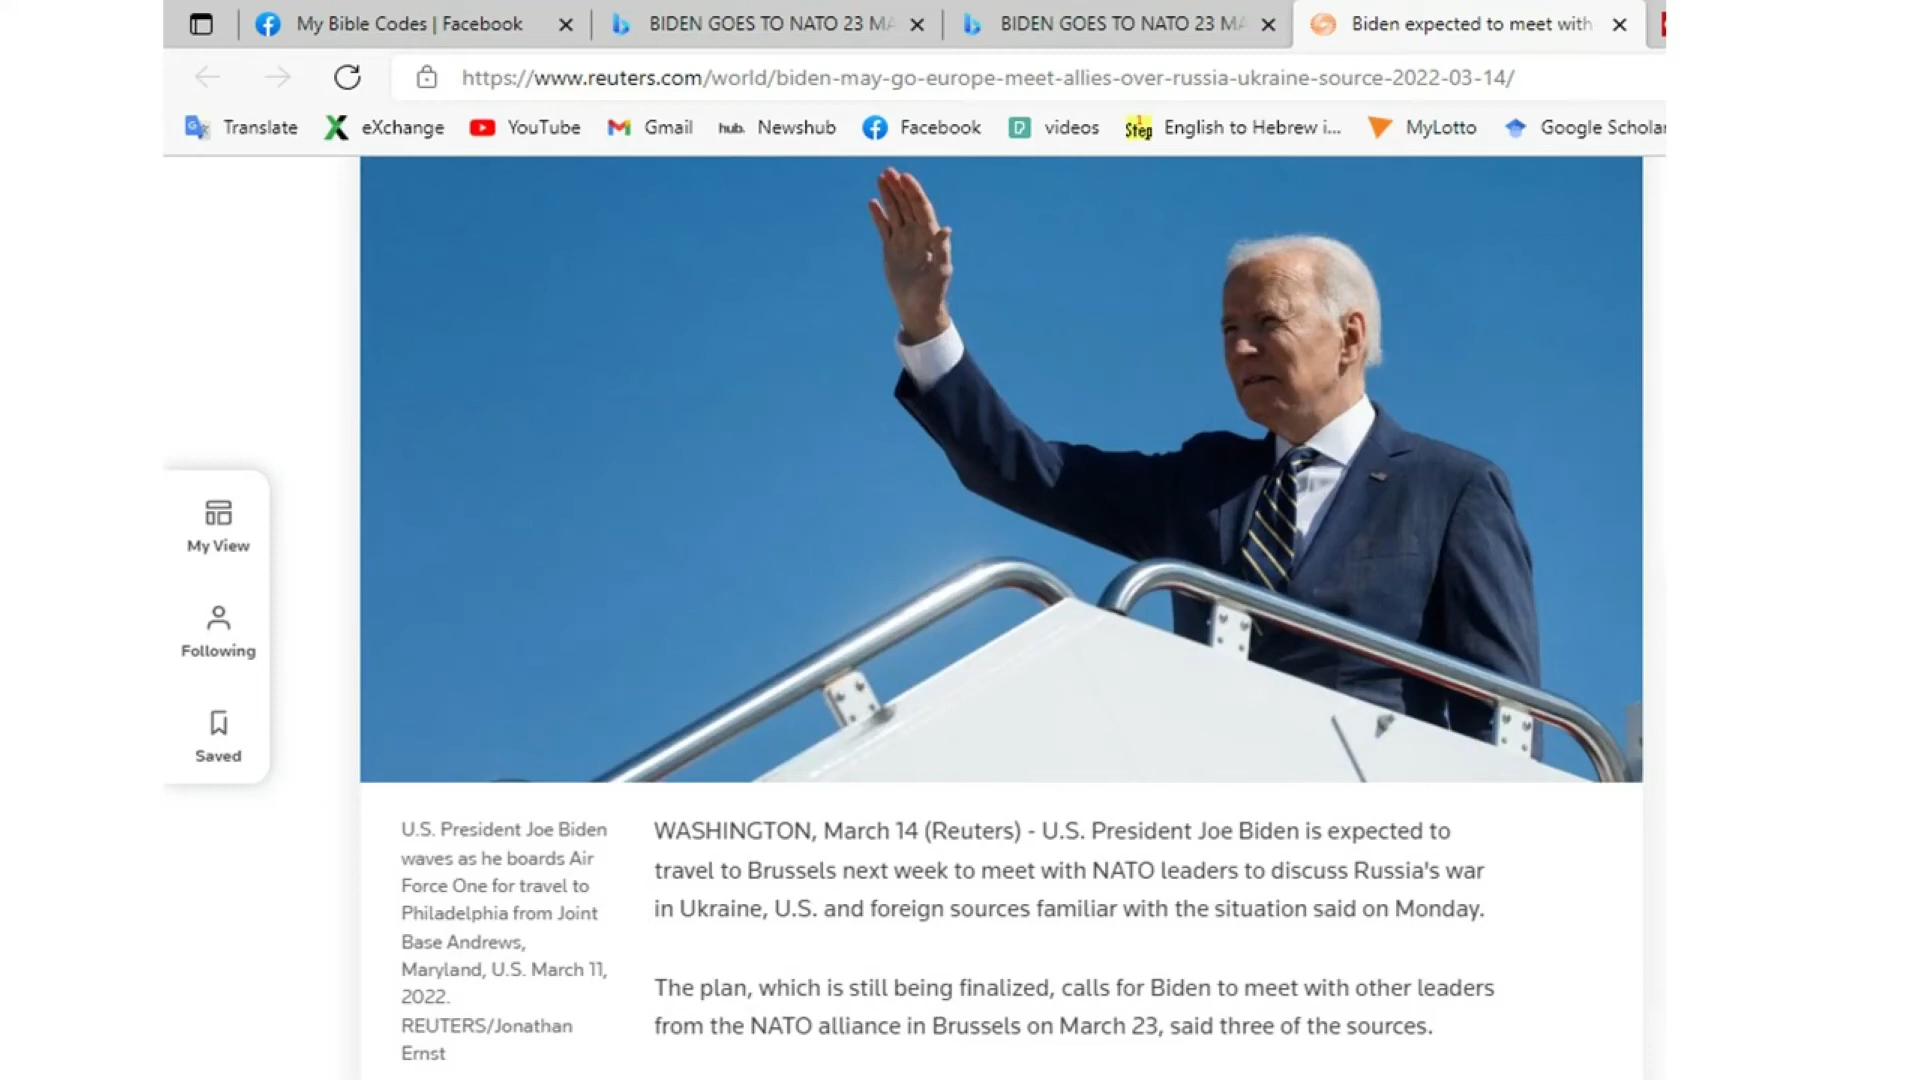 My Bible Codes | Facebook
BIDEN GOES TO NATO 23 MA
BIDEN GOES TO NATO 23 MA
Biden expected to meet with
https://www.reuters.com/world/biden-may-go-europe-meet-allies-over-russia-ukraine-source-2022-03-14/
Translate
eXchange
YouTube
Gmail
hub. Newshub
Facebook
videos
1 Step English to Hebrew i...
MyLotto
Google Scholar
My View
Following
Saved
U.S. President Joe Biden
waves as he boards Air
Force One for travel to
Philadelphia from Joint
Base Andrews,
Maryland, U.S. March 11,
2022.
REUTERS/Jonathan
Ernst
WASHINGTON, March 14 (Reuters) - U.S. President Joe Biden is expected to
travel to Brussels next week to meet with NATO leaders to discuss Russia's war
in Ukraine, U.S. and foreign sources familiar with the situation said on Monday.
The plan, which is still being finalized, calls for Biden to meet with other leaders
from the NATO alliance in Brussels on March 23, said three of the sources.